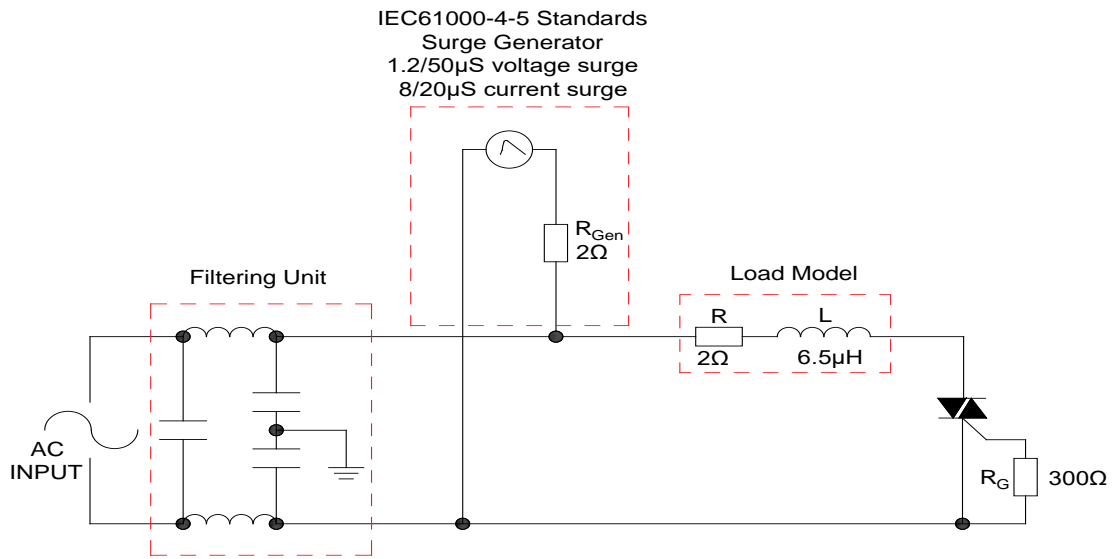 IEC61000-4-5 Standards
Surge Generator
1.2/50µS voltage surge
8/20µS current surge
RGen
2Ω
Filtering Unit
Load Model
R
L
2Ω
6.5µH
AC
INPUT
RG
300Ω